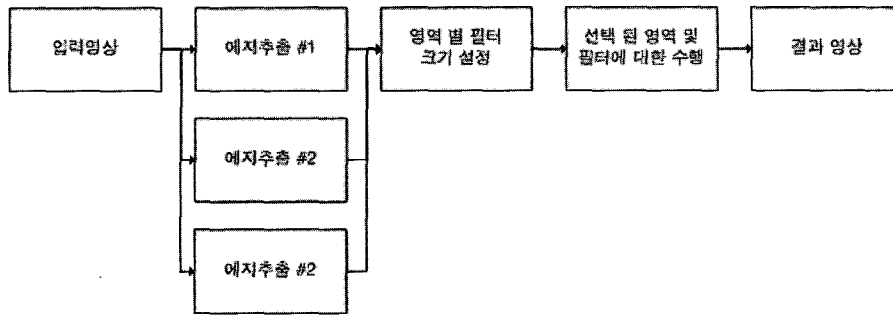 입력영상
에지추출 #1
영역 별 필터
크기 설정
선택 된 영역 및
필터에 대한 수행
결과 영상
에지추출 #2
에지추출 #2